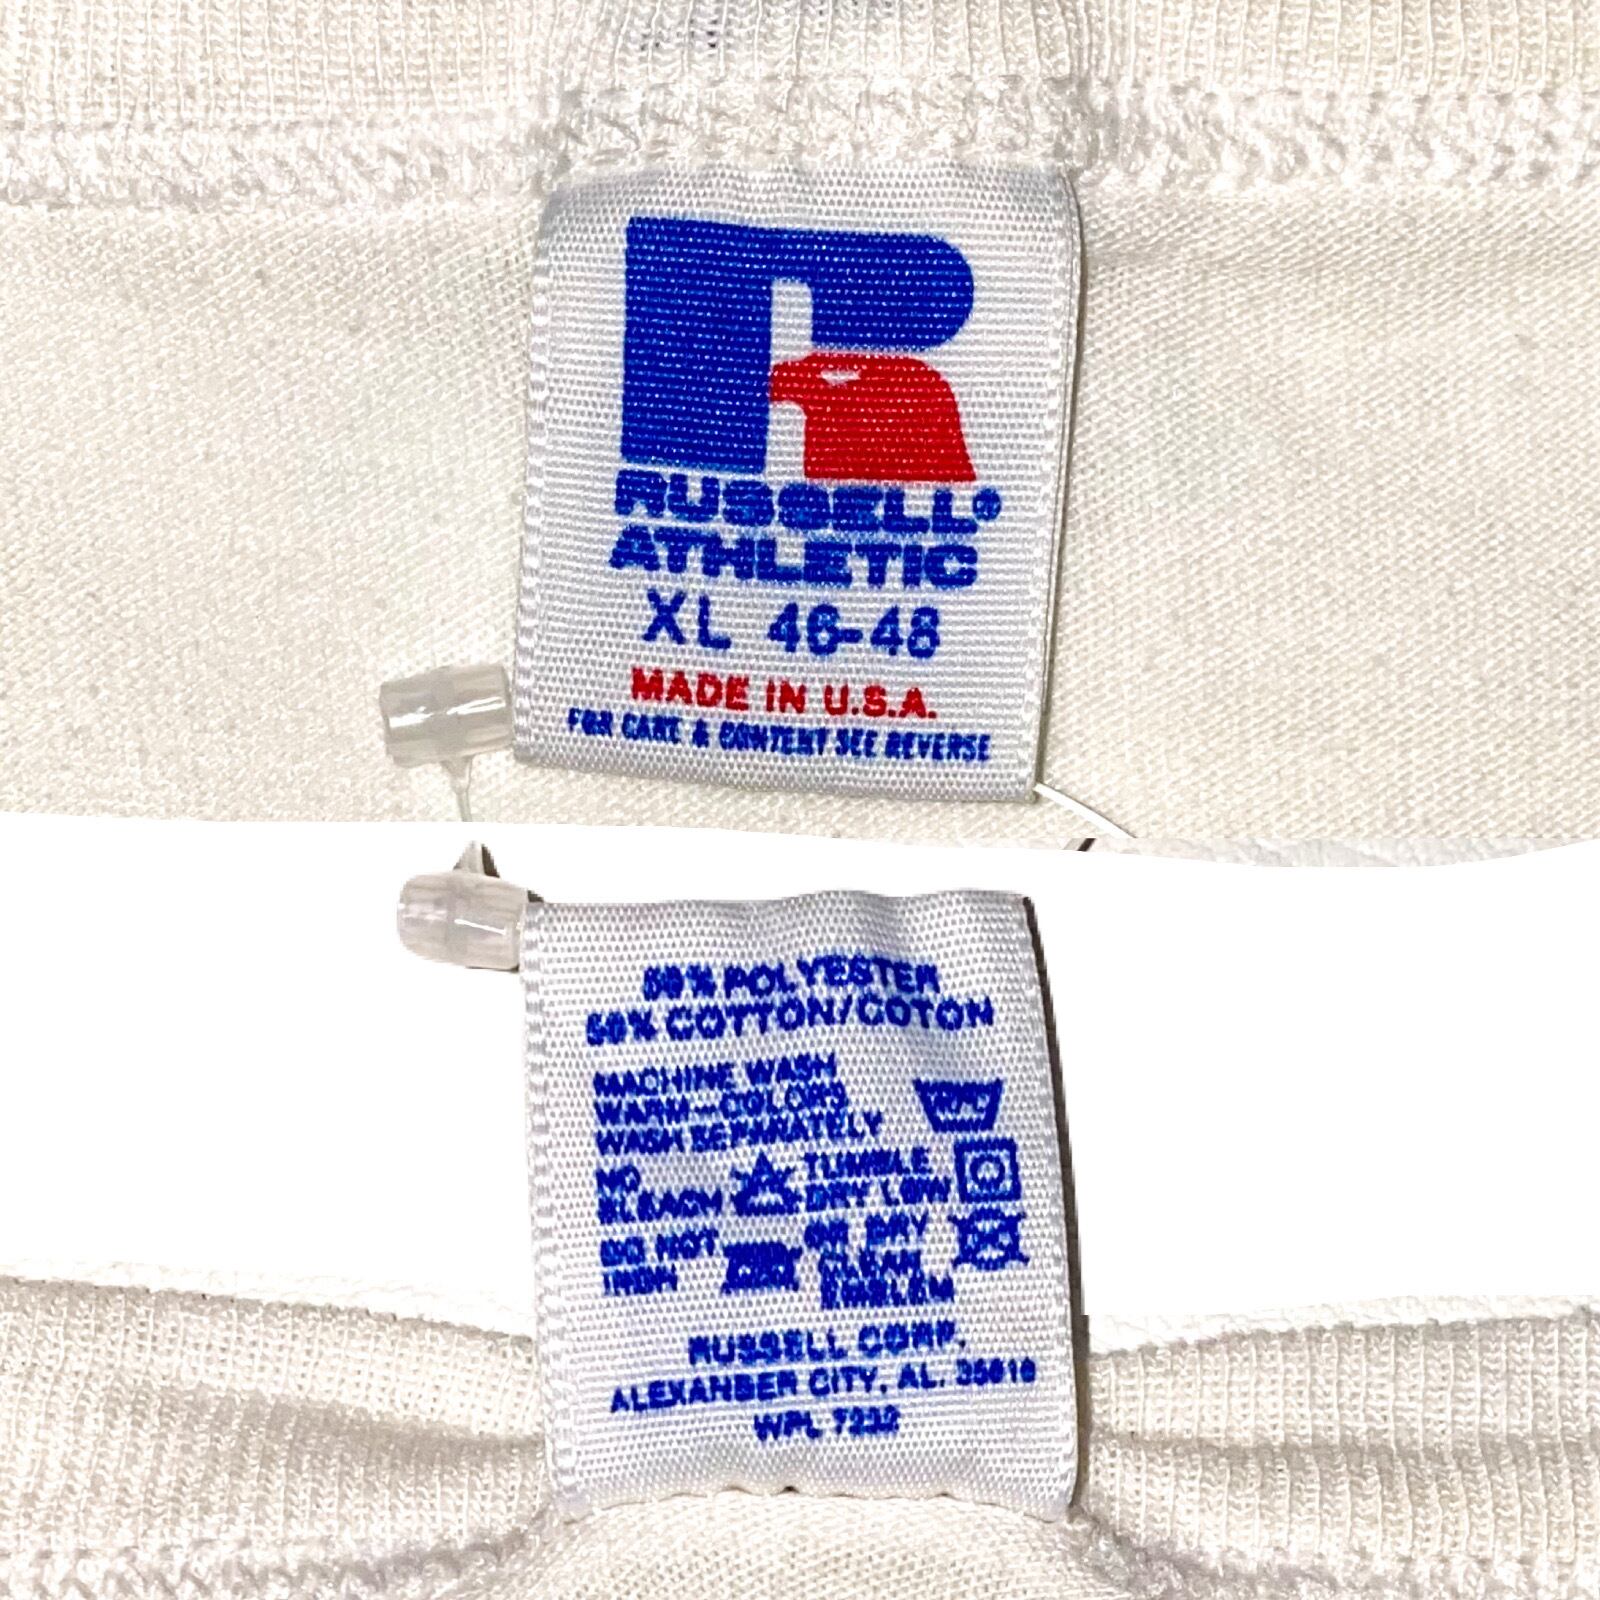 R
RUSSELL®
ATHLETIC
XL 46-48
MADE IN U.S.A.
FOR CARE & CONTENT SEE REVERSE
50% POLYESTER
50% COTTON/COTON
MACHINE WASH
WARM-COLORS
WASH SEPARATELY
NO
BLEACH
TUMBLE
DRY LOW
DO NOT
IRON
OR DRY
CLEAN
EMBLEM
RUSSELL CORP.
ALEXANDER CITY, AL. 35010
WPL 7232